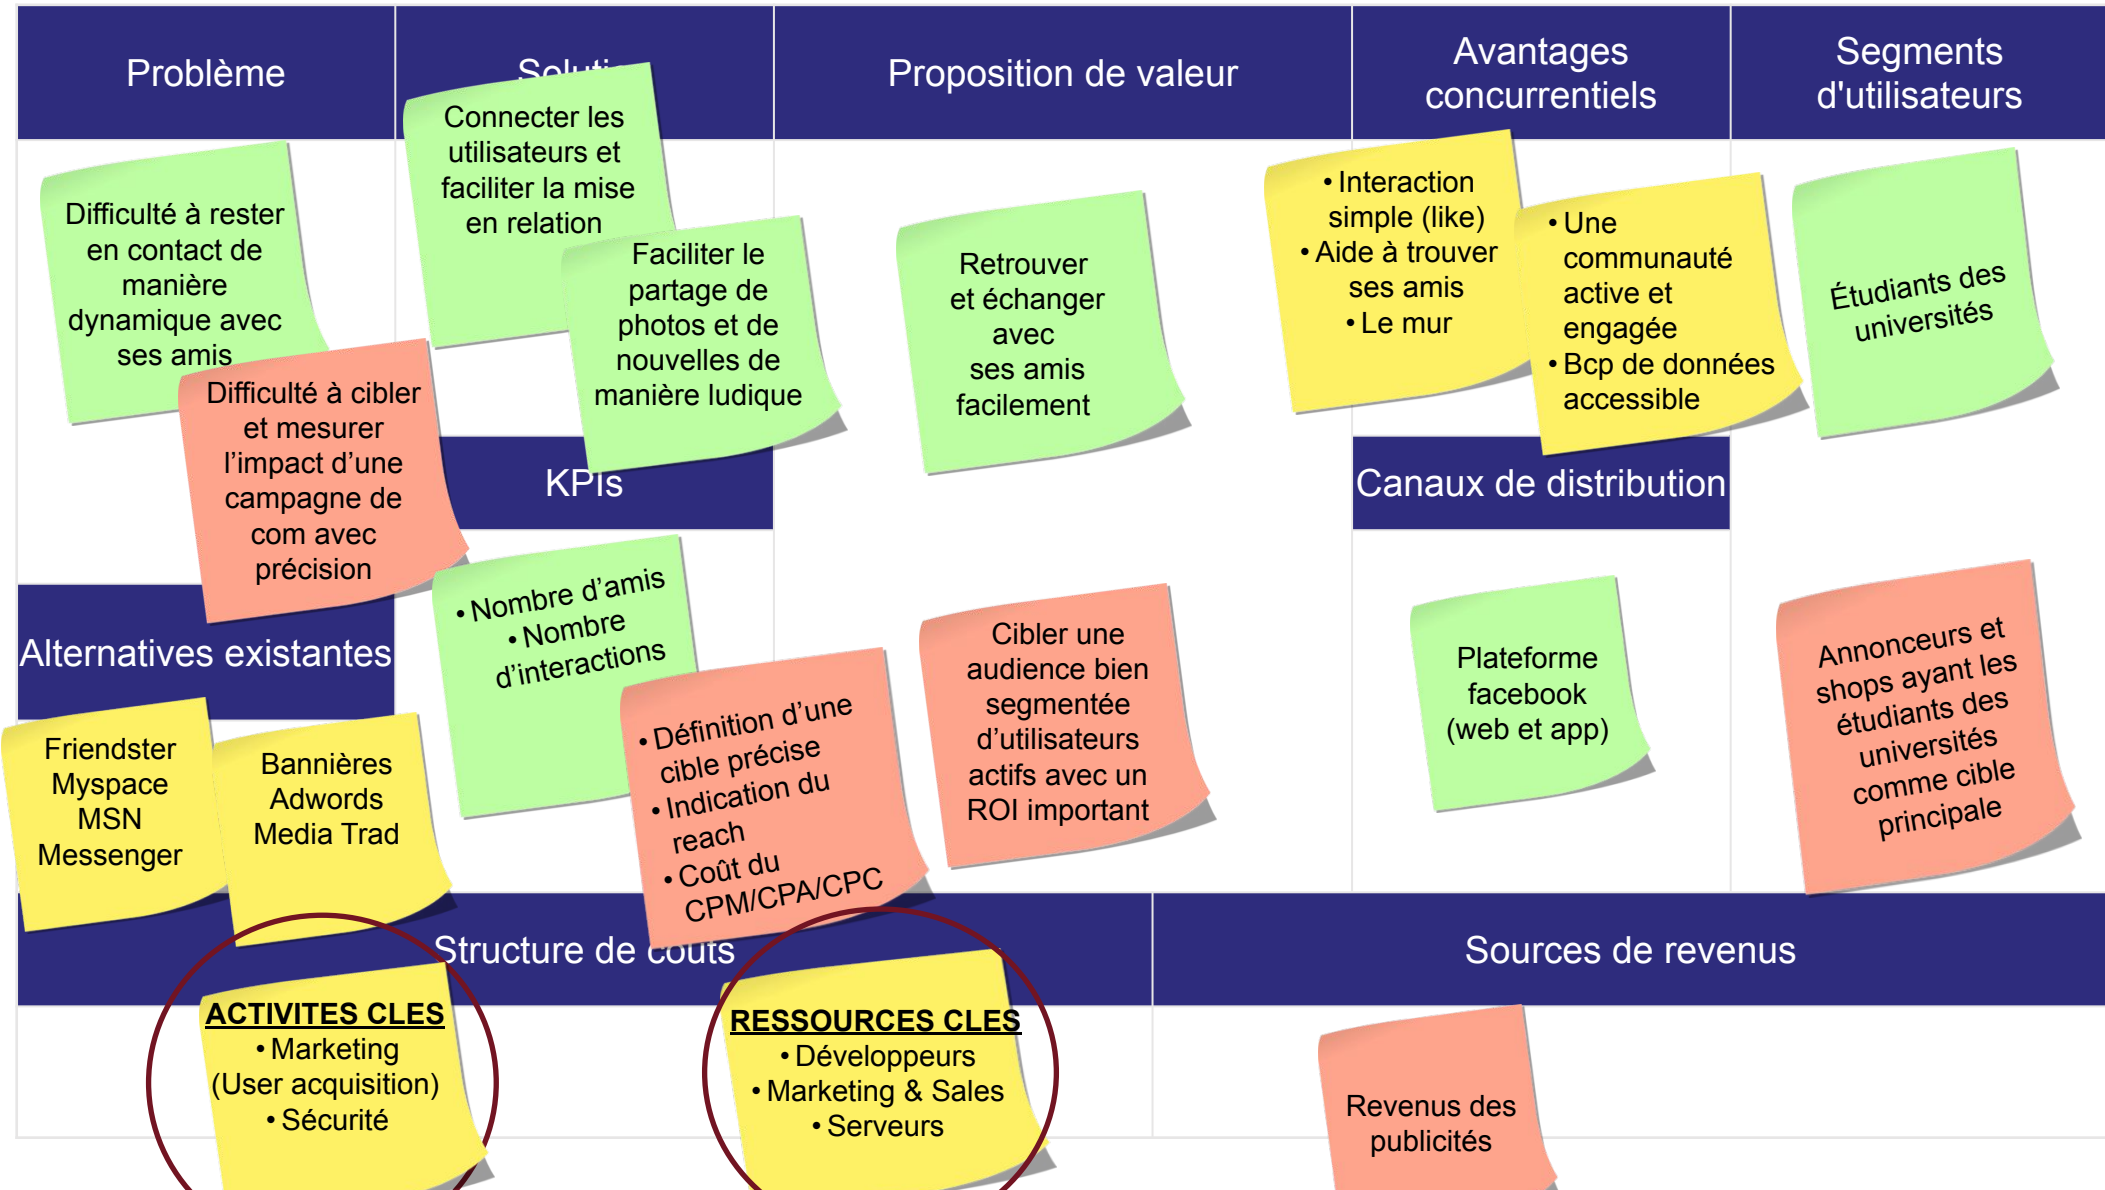 Problème
Solution
Proposition de valeur
Avantages
concurrentiels
Segments
d'utilisateurs
Difficulté à rester
en contact de
manière
dynamique avec
ses amis
Difficulté à cibler
et mesurer
l’impact d’une
campagne de
com avec
précision
Connecter les
utilisateurs et
faciliter la mise
en relation
Faciliter le
partage de
photos et de
nouvelles de
manière ludique
Retrouver
et échanger
avec
ses amis
facilement
• Interaction
simple (like)
• Aide à trouver
ses amis
• Le mur
• Une
communauté
active et
engagée
• Bcp de données
accessible
Étudiants des
universités
KPIs
Canaux de distribution
Alternatives existantes
• Nombre d’amis
• Nombre
d’interactions
• Définition d’une
cible précise
• Indication du
reach
• Coût du
CPM/CPA/CPC
Cibler une
audience bien
segmentée
d’utilisateurs
actifs avec un
ROI important
Plateforme
facebook
(web et app)
Annonceurs et
shops ayant les
étudiants des
universités
comme cible
principale
Friendster
Myspace
MSN
Messenger
Bannières
Adwords
Media Trad
Structure de couts
Sources de revenus
ACTIVITES CLES
• Marketing
(User acquisition)
• Sécurité
RESSOURCES CLES
• Développeurs
• Marketing & Sales
• Serveurs
Revenus des
publicités